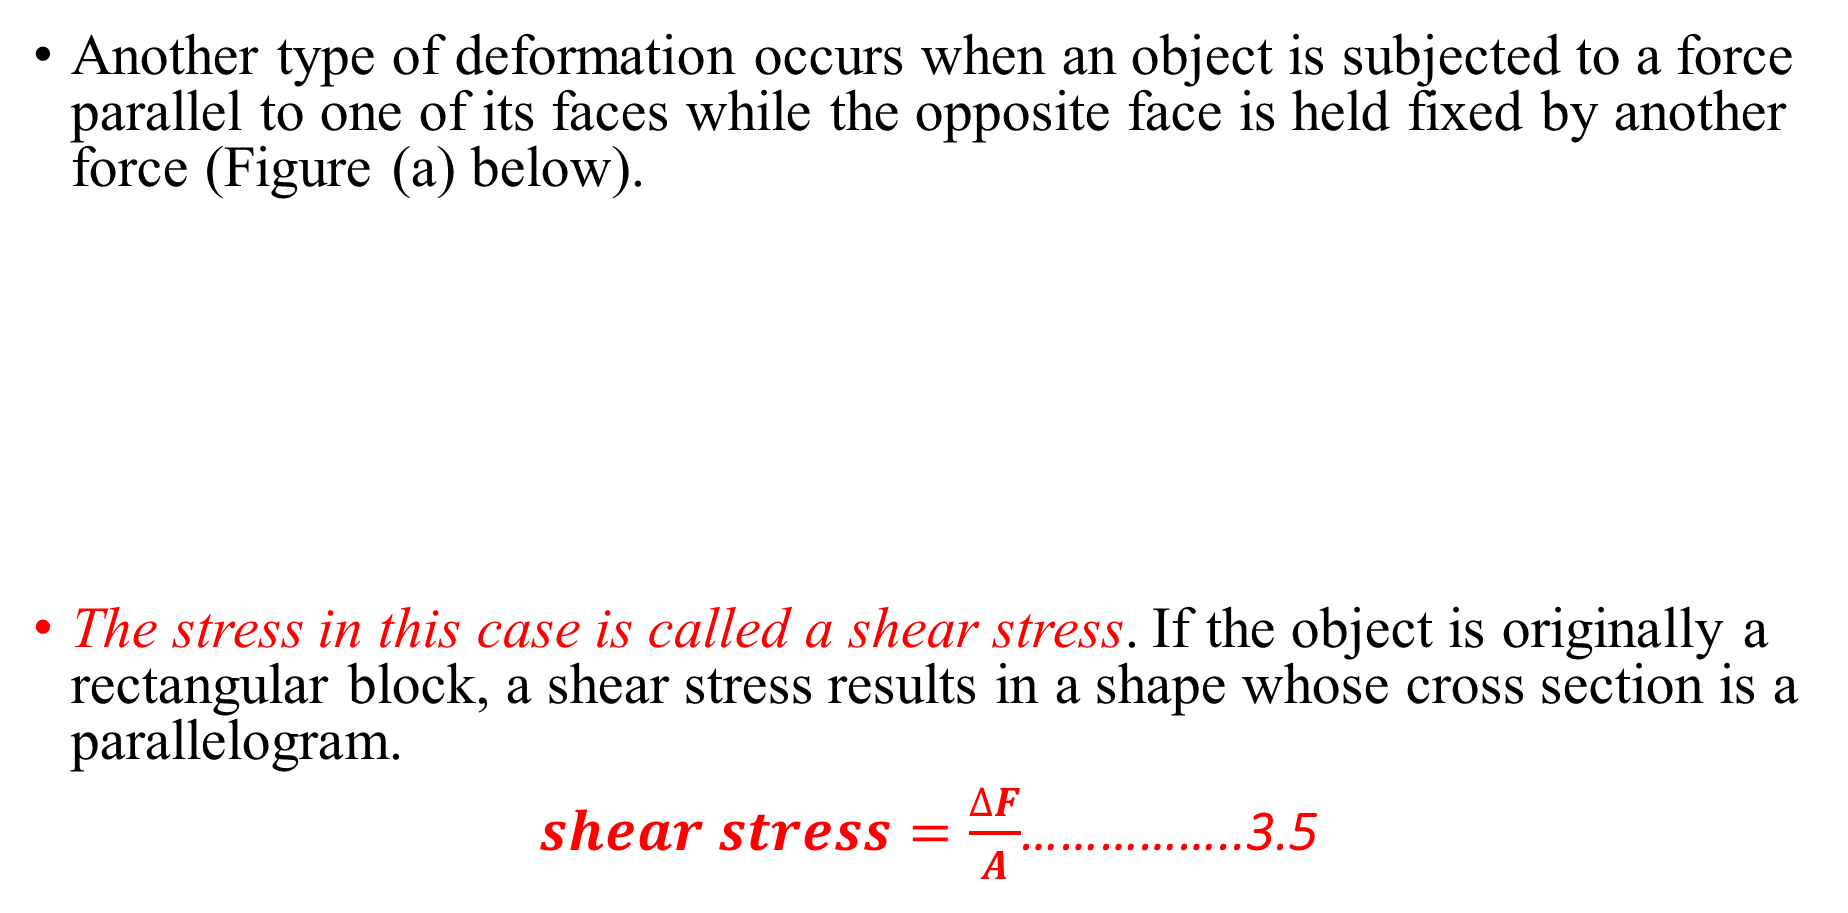 • Another type of deformation occurs when an object is subjected to a force
parallel to one of its faces while the opposite face is held fixed by another
force (Figure (a) below).
• The stress in this case is called a shear stress. If the object is originally a
rectangular block, a shear stress results in a shape whose cross section is a
parallelogram.
shear stress = ΔF/A ……………..3.5